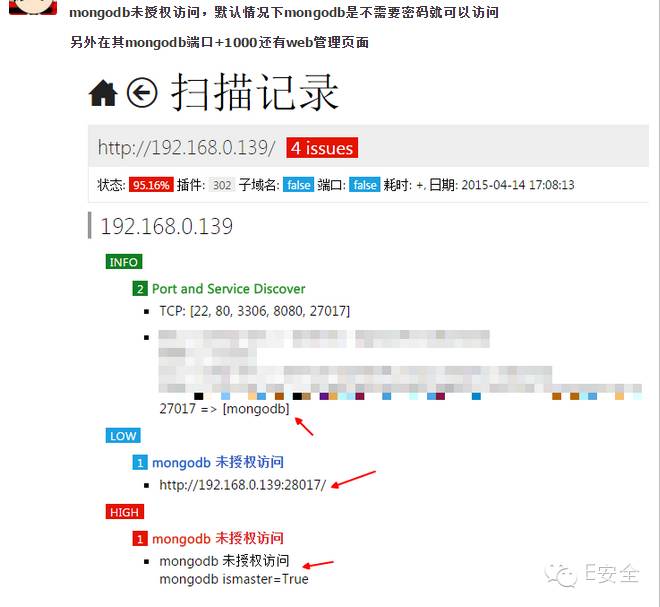 mongodb未授权访问，默认情况下mongodb是不需要密码就可以访问
另外在其mongodb端口+1000还有web管理页面
扫描记录
http://192.168.0.139/ 4 issues
状态: 95.16% 插件: 302 子域名: false 端口: false 耗时: +, 日期: 2015-04-14 17:08:13
192.168.0.139
INFO
2 Port and Service Discover
TCP: [22, 80, 3306, 8080, 27017]
27017 => [mongodb]
LOW
1 mongodb 未授权访问
http://192.168.0.139:28017/
HIGH
1 mongodb 未授权访问
mongodb 未授权访问
mongodb ismaster=True
E安全